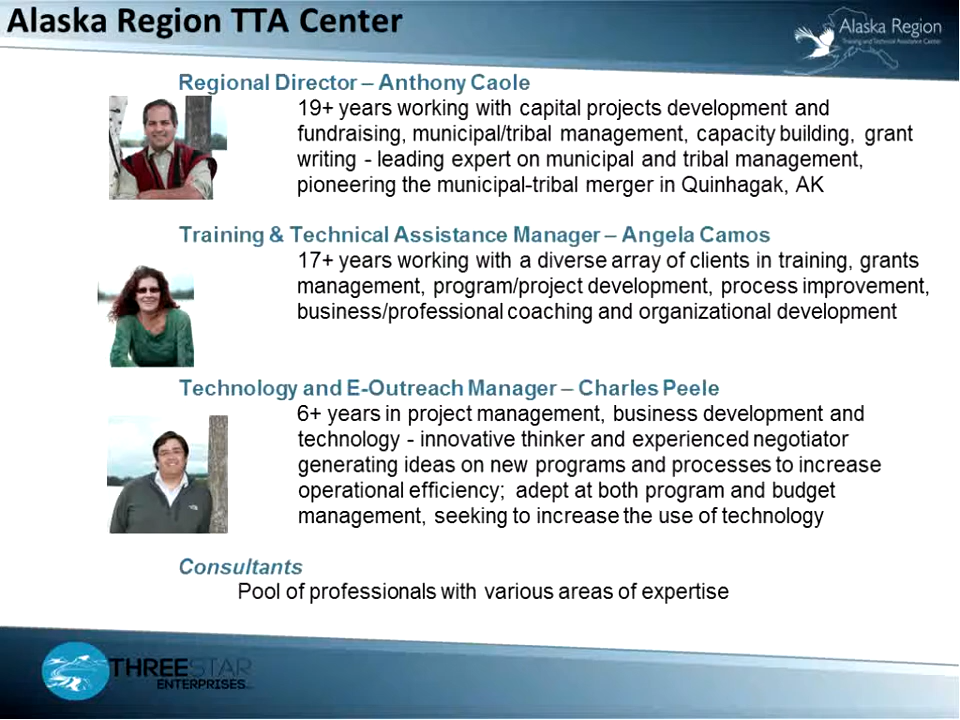 Alaska Region TTA Center
Alaska Region
Training and Technical Assistance Center
Regional Director – Anthony Caole
19+ years working with capital projects development and
fundraising, municipal/tribal management, capacity building, grant
writing - leading expert on municipal and tribal management,
pioneering the municipal-tribal merger in Quinhagak, AK
Training & Technical Assistance Manager – Angela Camos
17+ years working with a diverse array of clients in training, grants
management, program/project development, process improvement,
business/professional coaching and organizational development
Technology and E-Outreach Manager – Charles Peele
6+ years in project management, business development and
technology - innovative thinker and experienced negotiator
generating ideas on new programs and processes to increase
operational efficiency; adept at both program and budget
management, seeking to increase the use of technology
Consultants
Pool of professionals with various areas of expertise
THREESTAR
ENTERPRISES